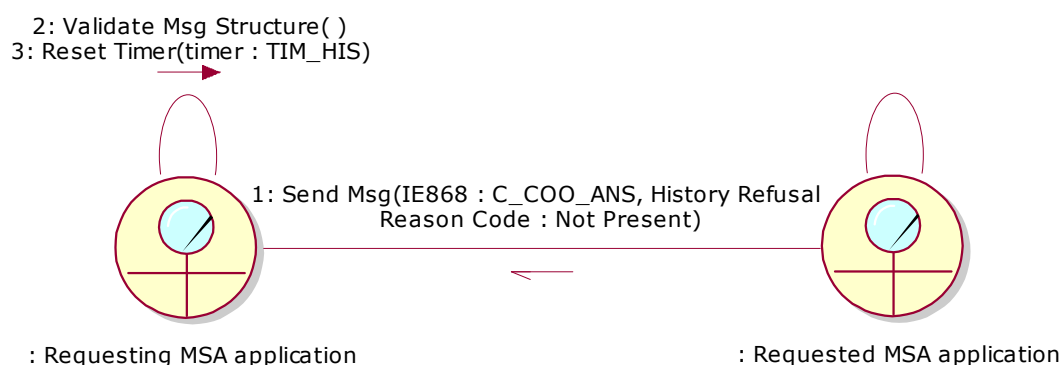 2: Validate Msg Structure( )
3: Reset Timer(timer : TIM_HIS)
1: Send Msg(IE868 : C_COO_ANS, History Refusal
Reason Code : Not Present)
: Requesting MSA application
: Requested MSA application